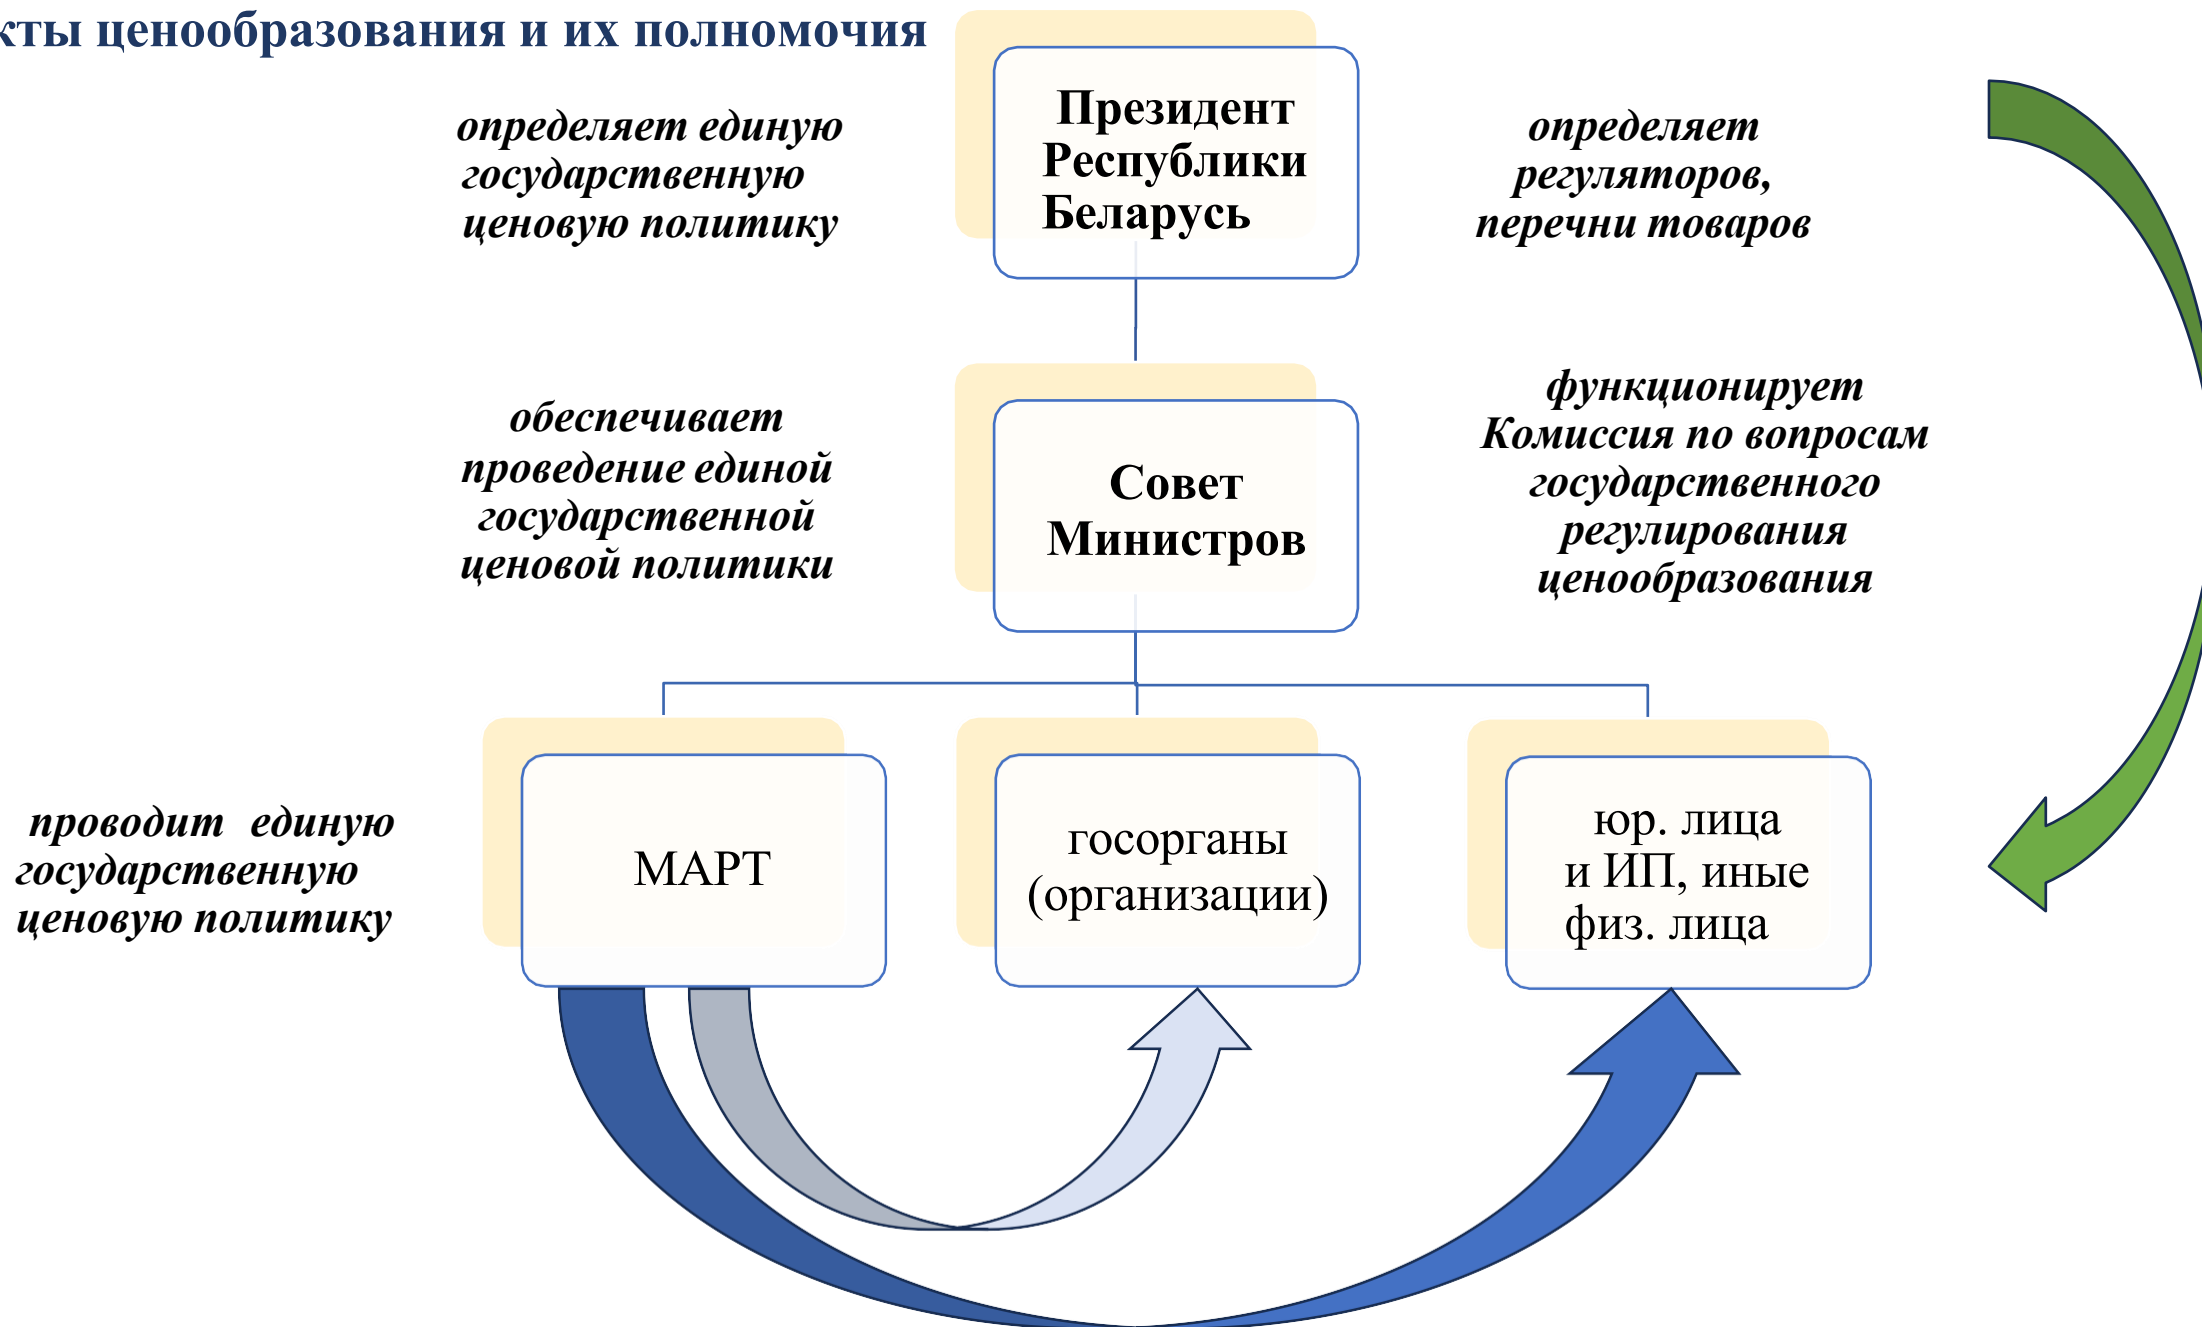 кты ценообразования и их полномочия
Президент
Республики
Беларусь
определяет единую
государственную
ценовую политику
определяет
регуляторов,
перечни товаров
обеспечивает
проведение единой
государственной
ценовой политики
Совет
Министров
функционирует
Комиссия по вопросам
государственного
регулирования
ценообразования
проводит единую
государственную
ценовую политику
МАРТ
госорганы
(организации)
юр. лица
и ИП, иные
физ. лица